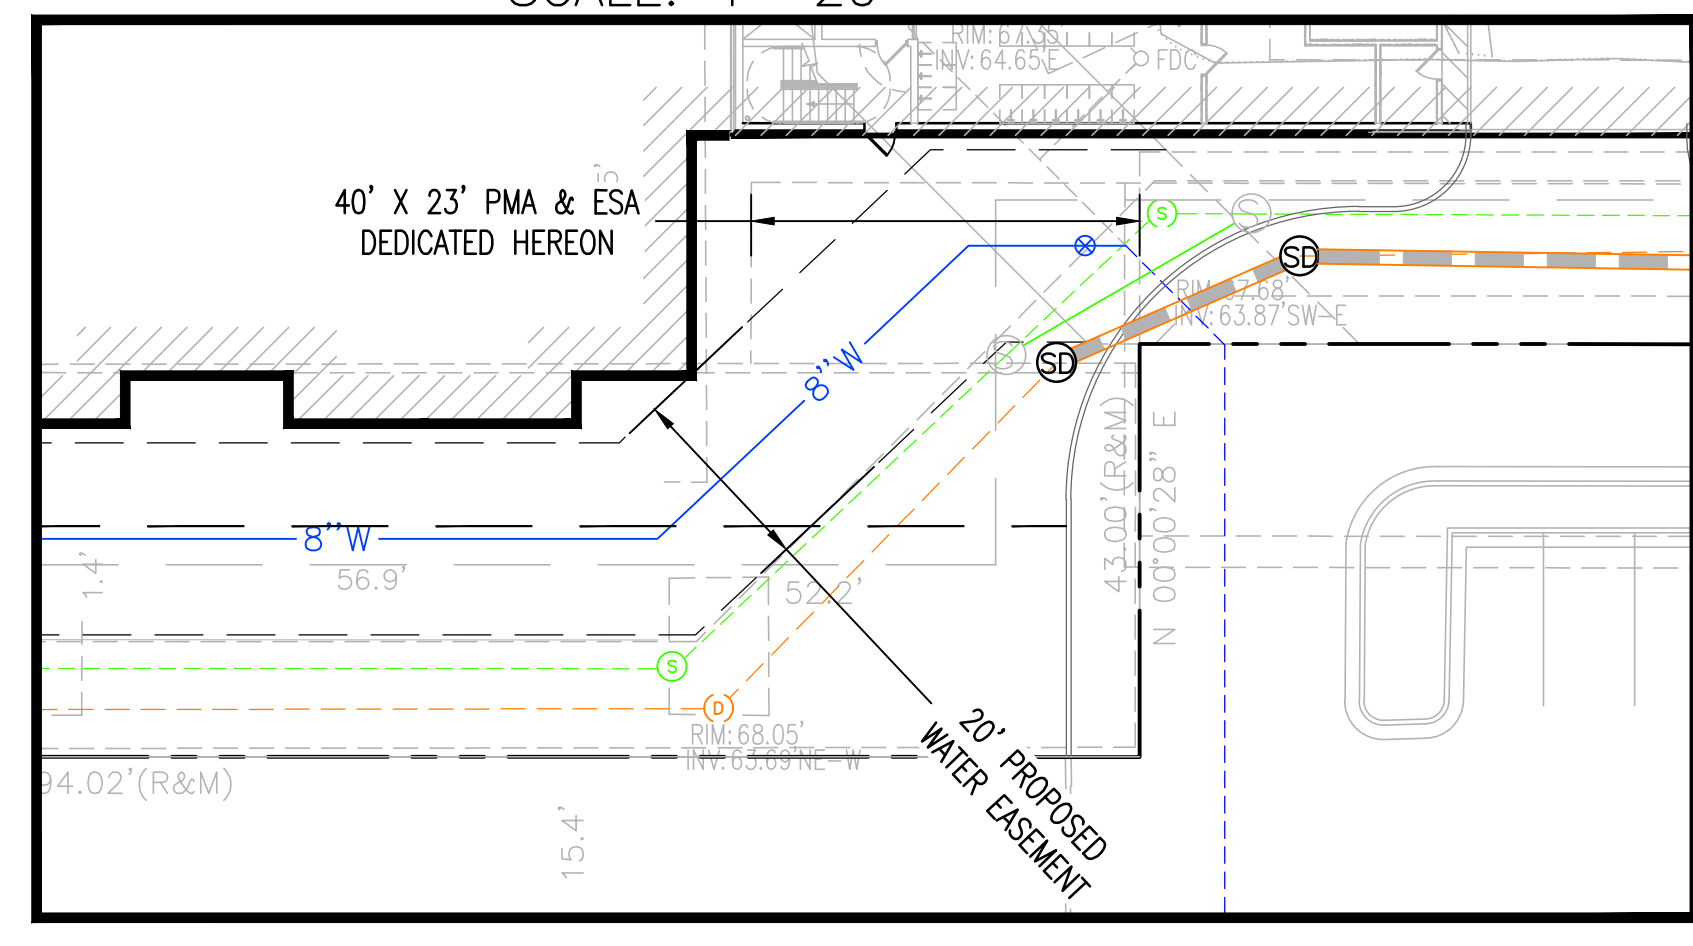 RIM: 67.35
INV: 64.65'E
FDC
5'
40' X 23' PMA & ESA
DEDICATED HEREON
S
S
SD
RIM: 67.68'
INV: 63.87'SW-E
S
SD
8''W
43.00'(R&M)
N 00°00'28" E
8''W
1.4'
56.9'
52.2'
S
D
RIM: 68.05'
INV: 63.69'NE-W
20' PROPOSED
WATER EASEMENT
94.02'(R&M)
15.4'